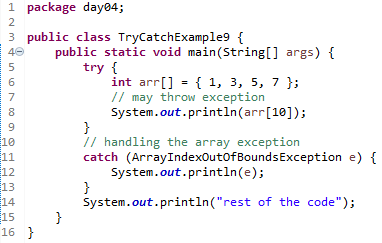 1 package day04;
2
3 public class TryCatchExample9 {
4 public static void main(String[] args) {
5 try {
6 int arr[] = { 1, 3, 5, 7 };
7 // may throw exception
8 System.out.println(arr[10]);
9 }
10 // handling the array exception
11 catch (ArrayIndexOutOfBoundsException e) {
12 System.out.println(e);
13 }
14 System.out.println("rest of the code");
15 }
16 }